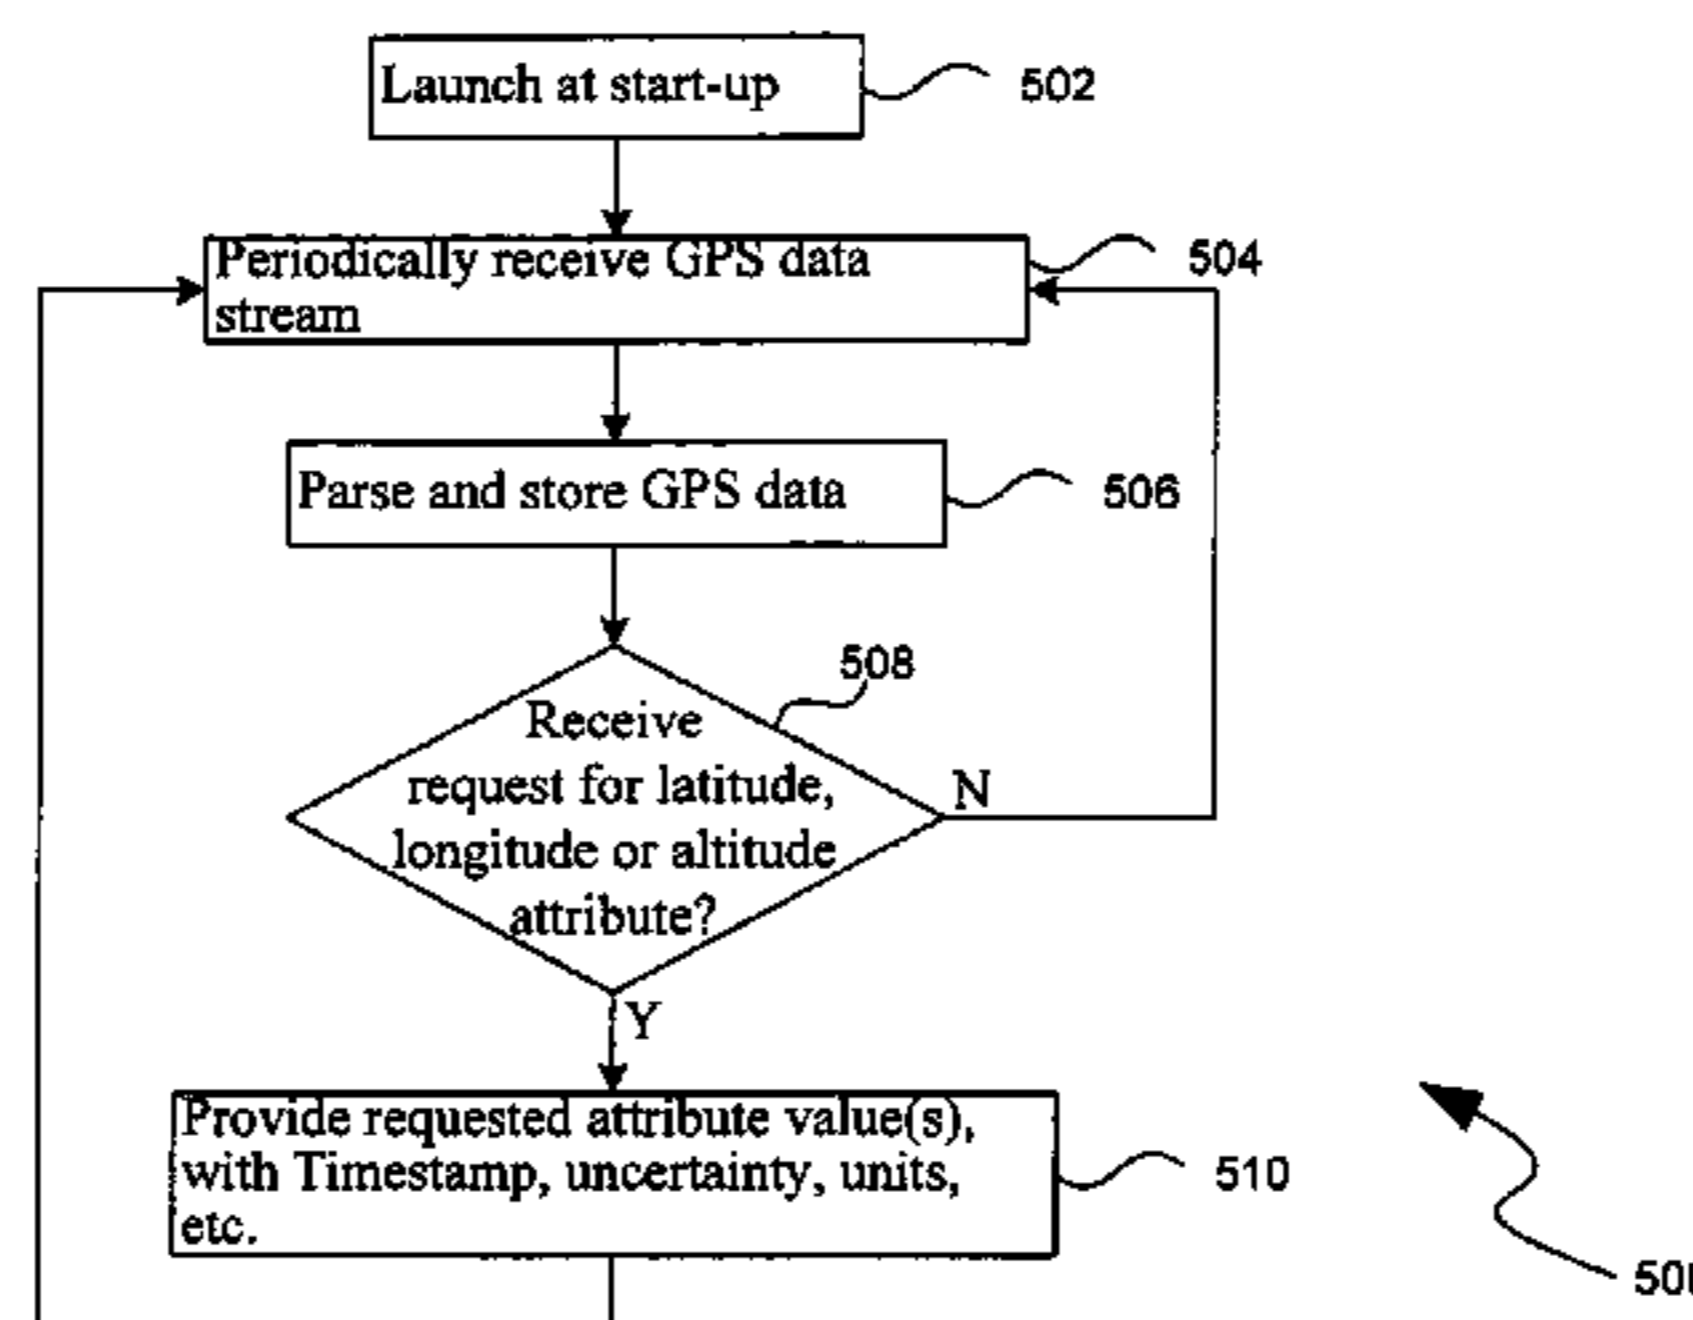 Launch at start-up
502
Periodically receive GPS data
stream
504
Parse and store GPS data
506
508
Receive
request for latitude,
longitude or altitude
attribute?
N
Y
Provide requested attribute value(s),
with Timestamp, uncertainty, units,
etc.
510